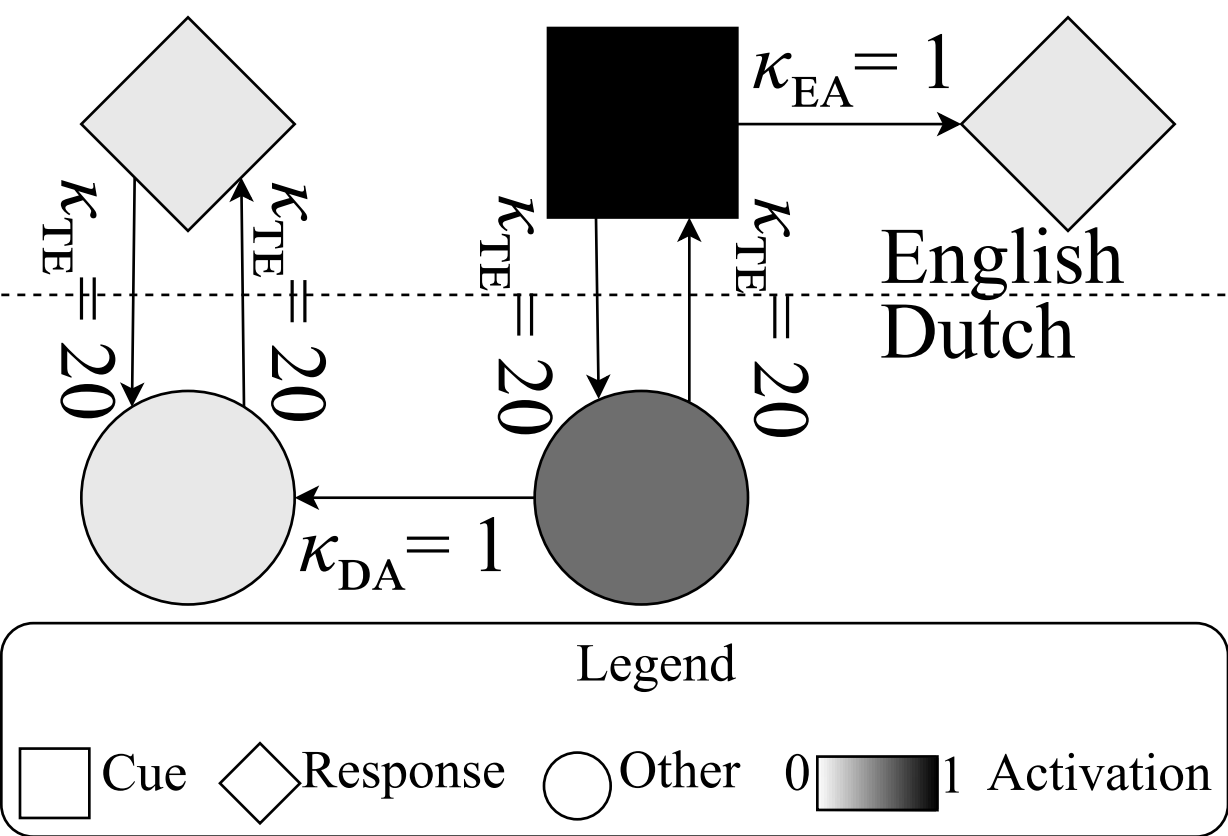 κEA = 1
κTE = 20
κTE = 20
κTE = 20
κTE = 20
English
Dutch
κDA = 1
Legend
Cue
Response
Other
0
1
Activation